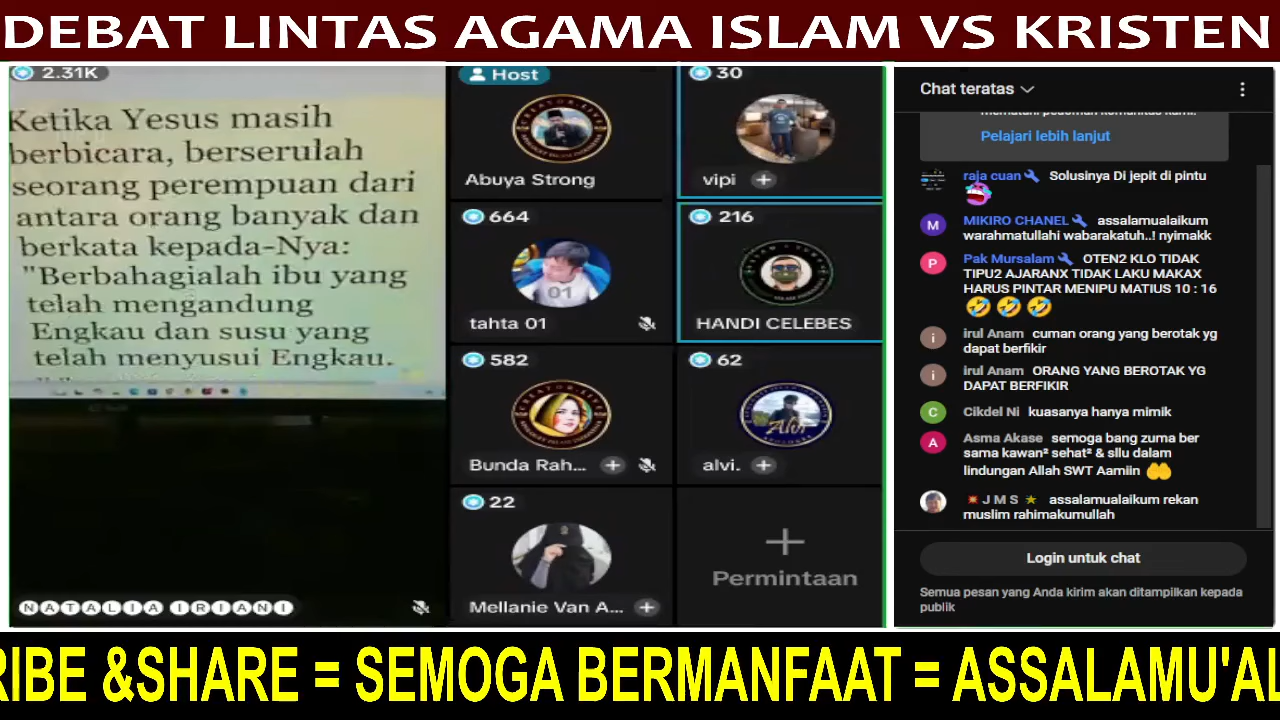 DEBAT LINTAS AGAMA ISLAM VS KRISTEN
2.31K
Ketika Yesus masih
berbicara, berserulah
seorang perempuan dari
antara orang banyak dan
berkata kepada-Nya:
"Berbahagialah ibu yang
telah mengandung
Engkau dan susu yang
telah menyusui Engkau.
NATALIA IRIANI
Host
Abuya Strong
30
vipi
664
01
tahta 01
216
HANDI CELEBES
582
Bunda Rah...
62
Alvi
alvi.
22
Mellanie Van A...
Permintaan
Chat teratas
Pelajari lebih lanjut
raja cuan Solusinya Di jepit di pintu
M MIKIRO CHANEL assalamualaikum
warahmatullahi wabarakatuh..! nyimakk
P Pak Mursalam OTEN2 KLO TIDAK
TIPU2 AJARANX TIDAK LAKU MAKAX
HARUS PINTAR MENIPU MATIUS 10 : 16
🤣🤣🤣
i irul Anam cuman orang yang berotak yg
dapat berfikir
i irul Anam ORANG YANG BEROTAK YG
DAPAT BERFIKIR
C Cikdel Ni kuasanya hanya mimik
A Asma Akase semoga bang zuma ber
sama kawan² sehat² & sllu dalam
lindungan Allah SWT Aamiin 🤲
💥J M S ⭐ assalamualaikum rekan
muslim rahimakumullah
Login untuk chat
Semua pesan yang Anda kirim akan ditampilkan kepada
publik
RIBE &SHARE = SEMOGA BERMANFAAT = ASSALAMU'AL